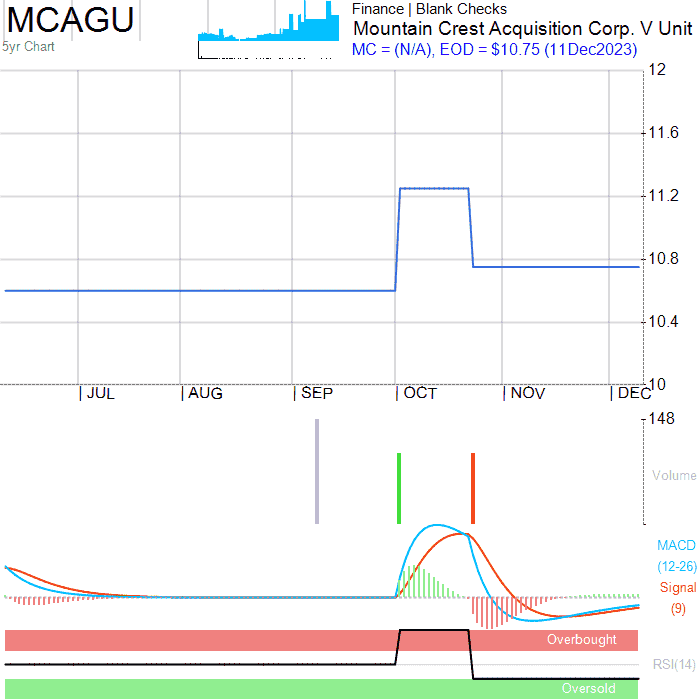 MCAGU
Finance | Blank Checks
Mountain Crest Acquisition Corp. V Unit
5yr Chart
MC = (N/A), EOD = $10.75 (11Dec2023)
12
11.6
11.2
10.8
10.4
10
| JUL | AUG | SEP | OCT | NOV | DEC
148
Volume
MACD
(12-26)
Signal
(9)
Overbought
RSI(14)
Oversold